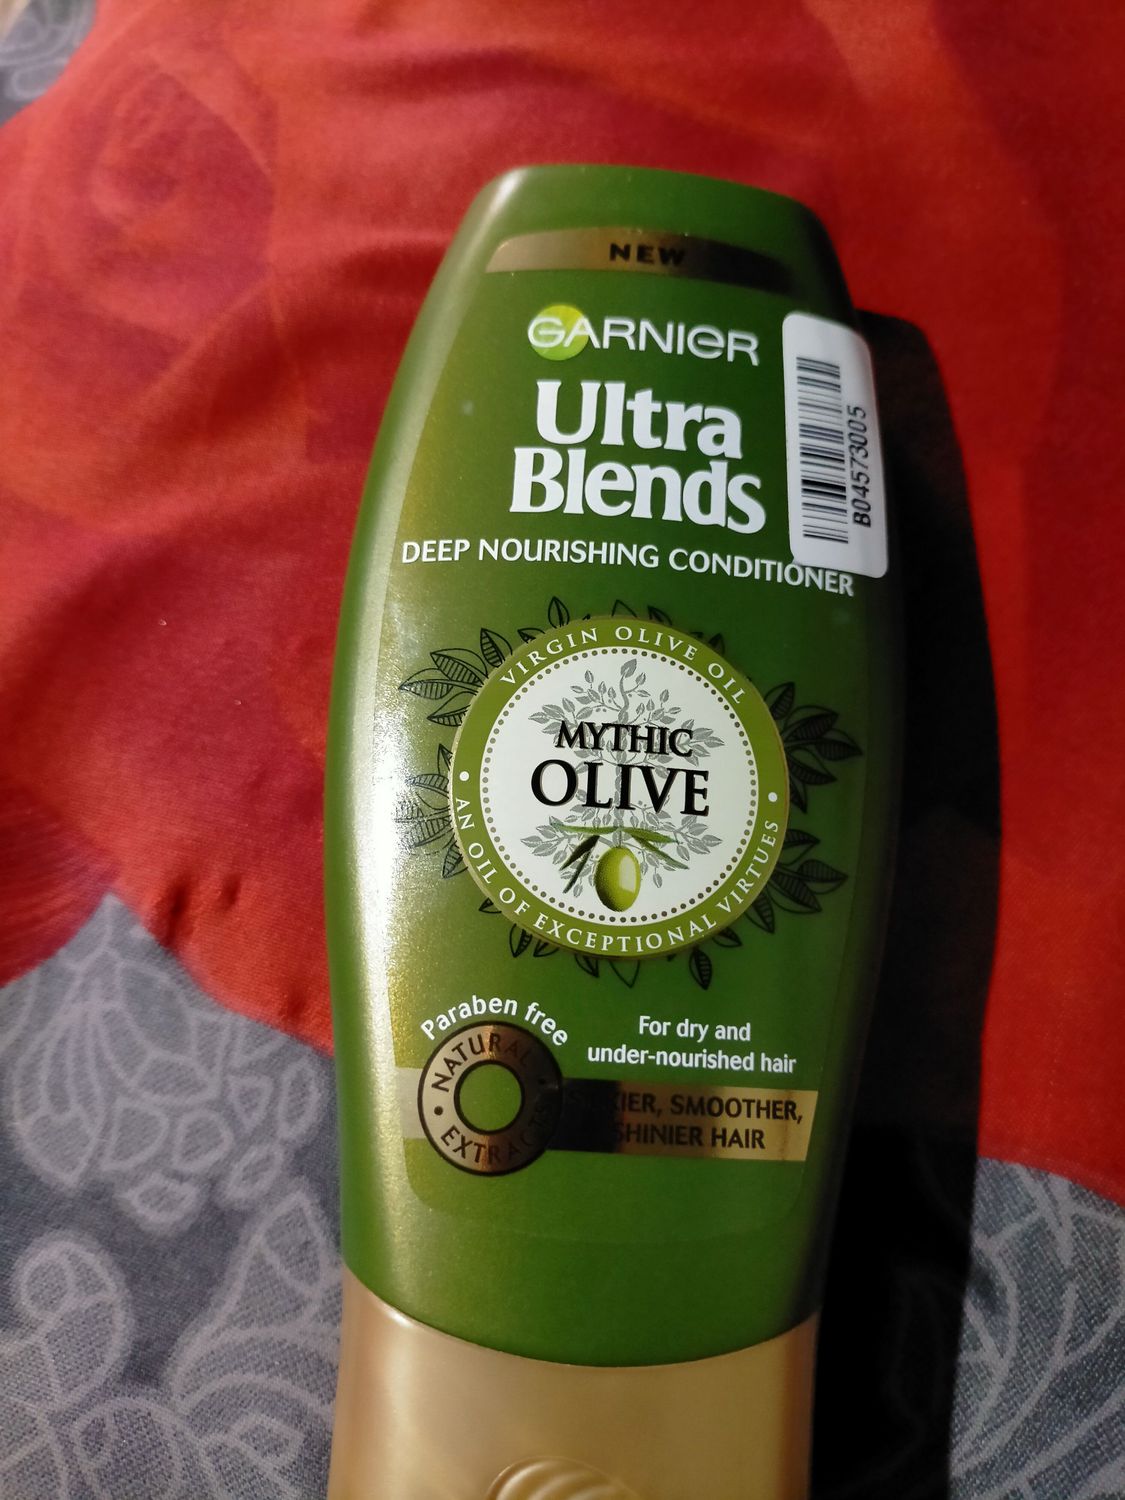 NEW
GARNIER
Ultra
Blends
DEEP NOURISHING CONDITIONER
B04573005
VIRGIN OLIVE OIL
MYTHIC
OLIVE
AN OIL OF EXCEPTIONAL VIRTUES
Paraben free
NATURAL EXTRACTS
For dry and
under-nourished hair
SILKIER, SMOOTHER,
SHINIER HAIR